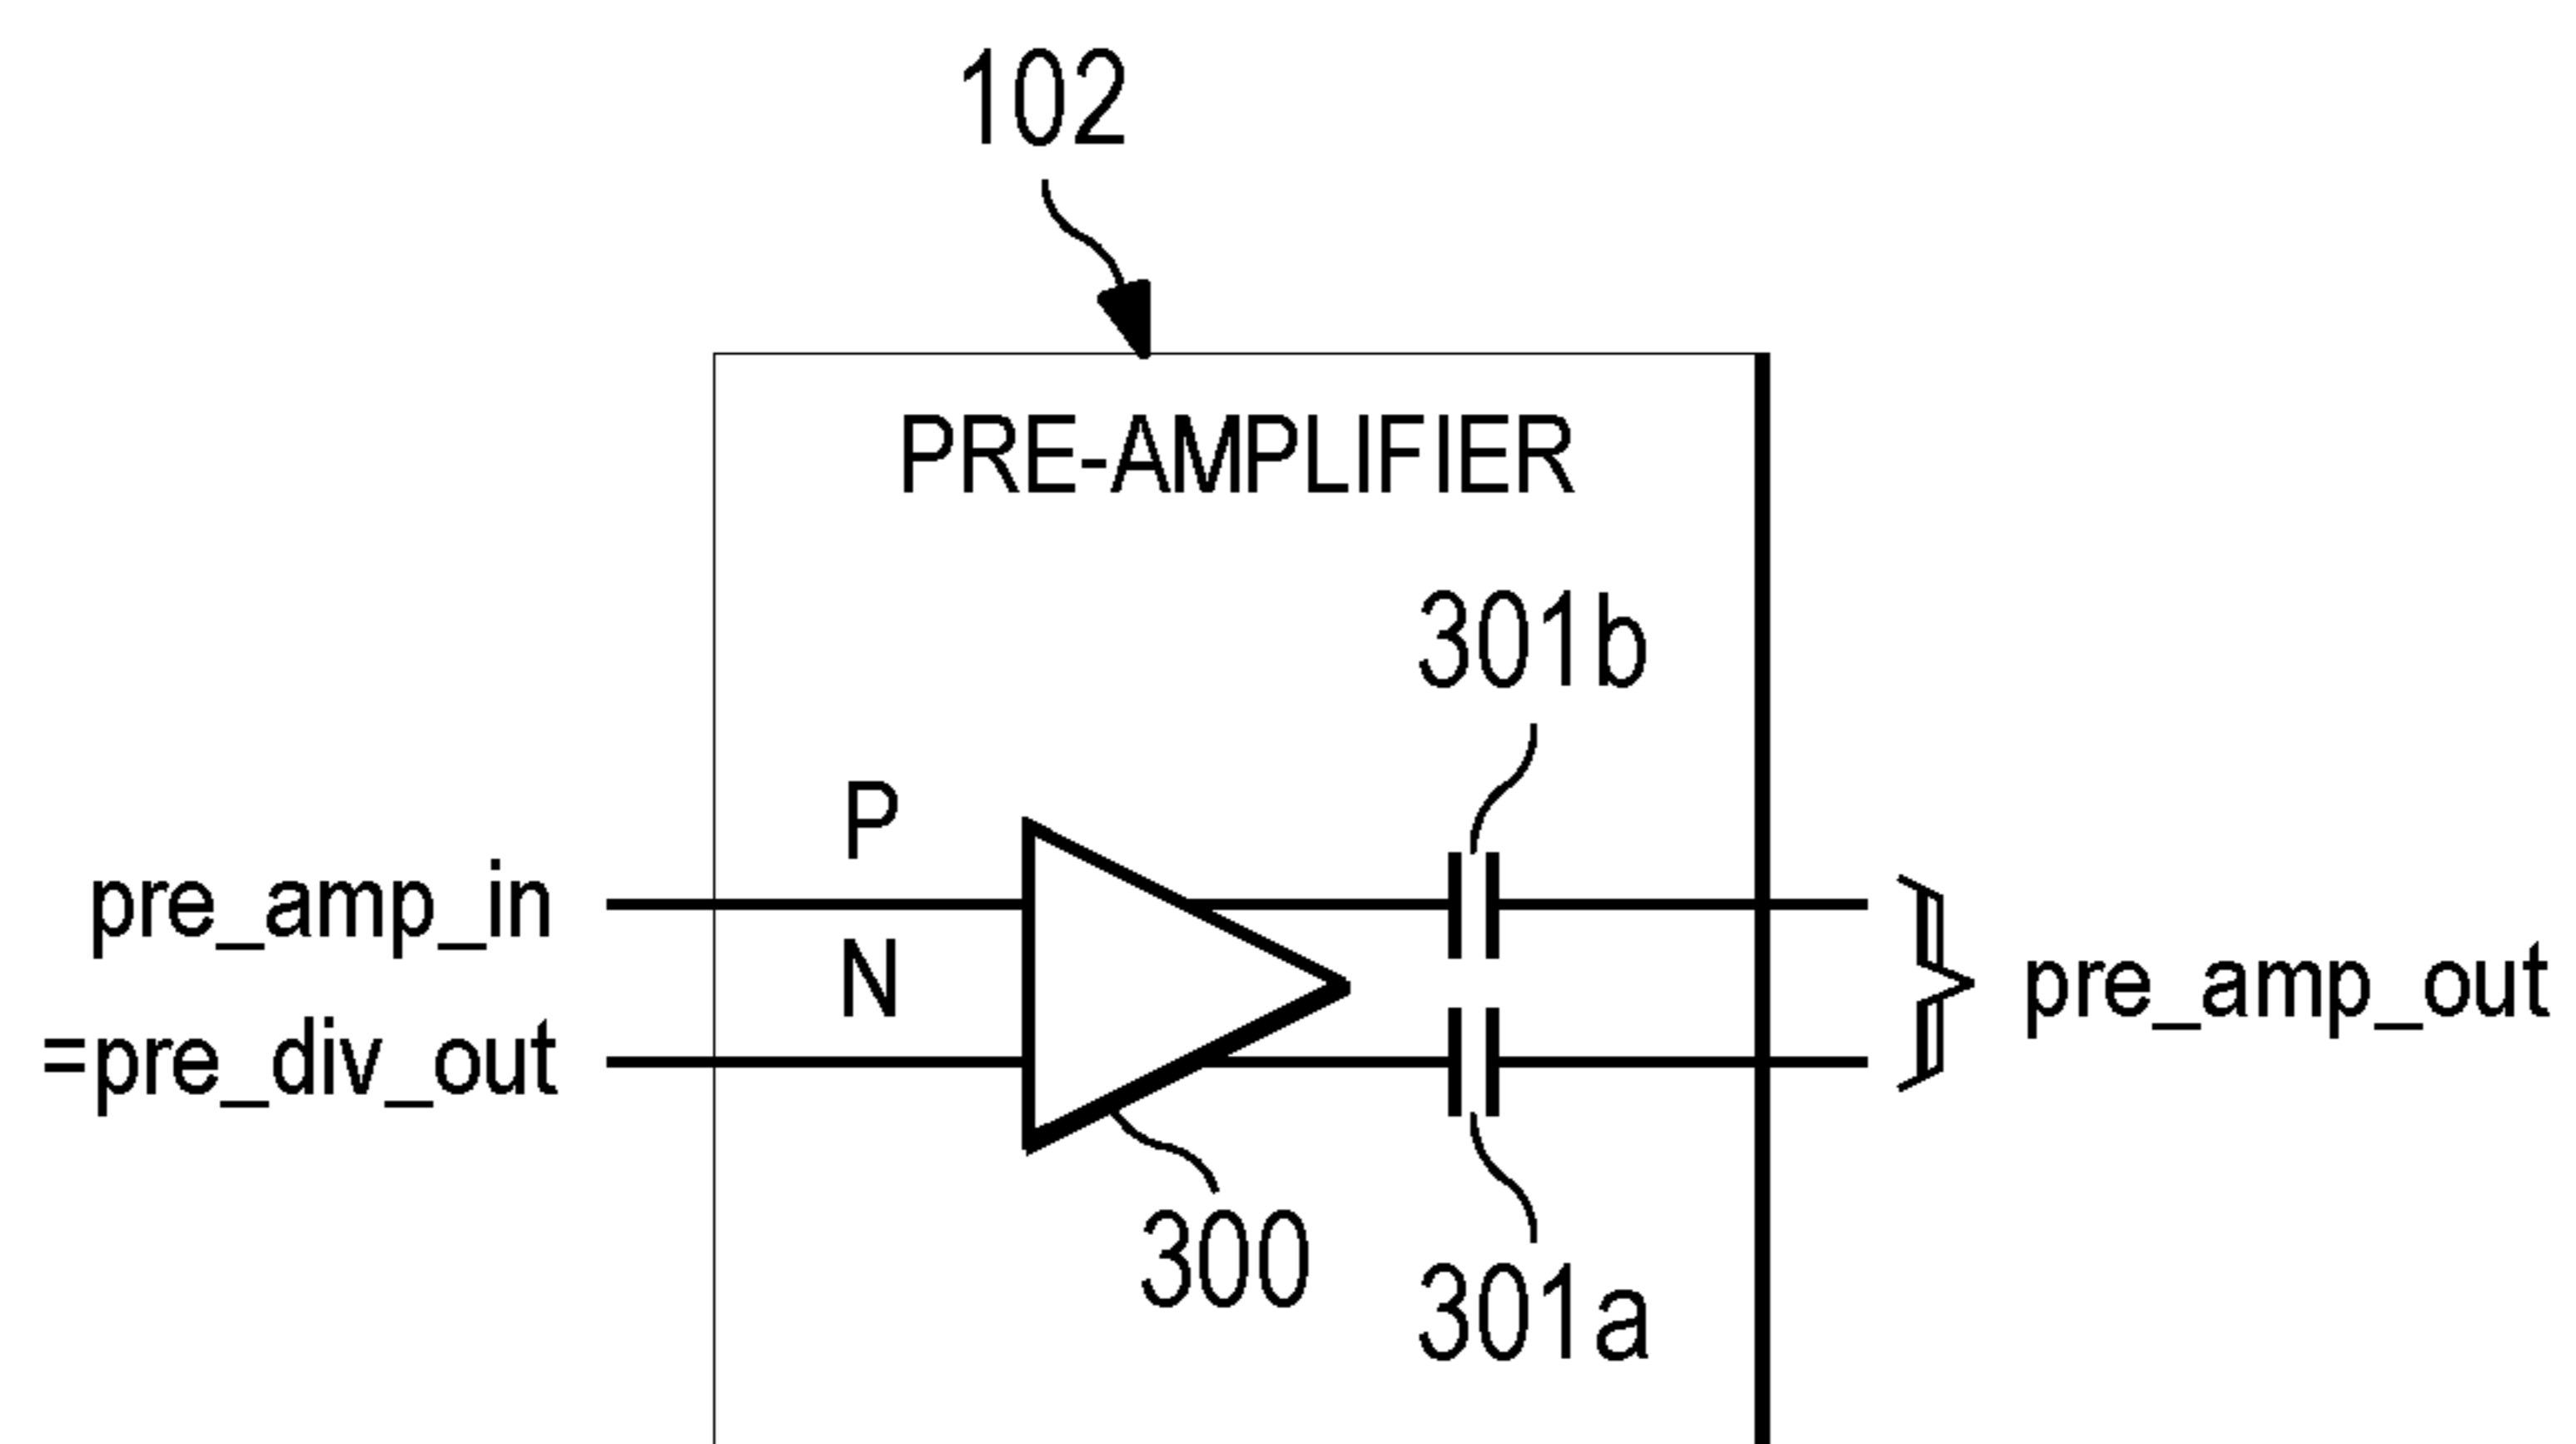 102
PRE-AMPLIFIER
301b
P
pre_amp_in
N
=pre_div_out
pre_amp_out
300
301a